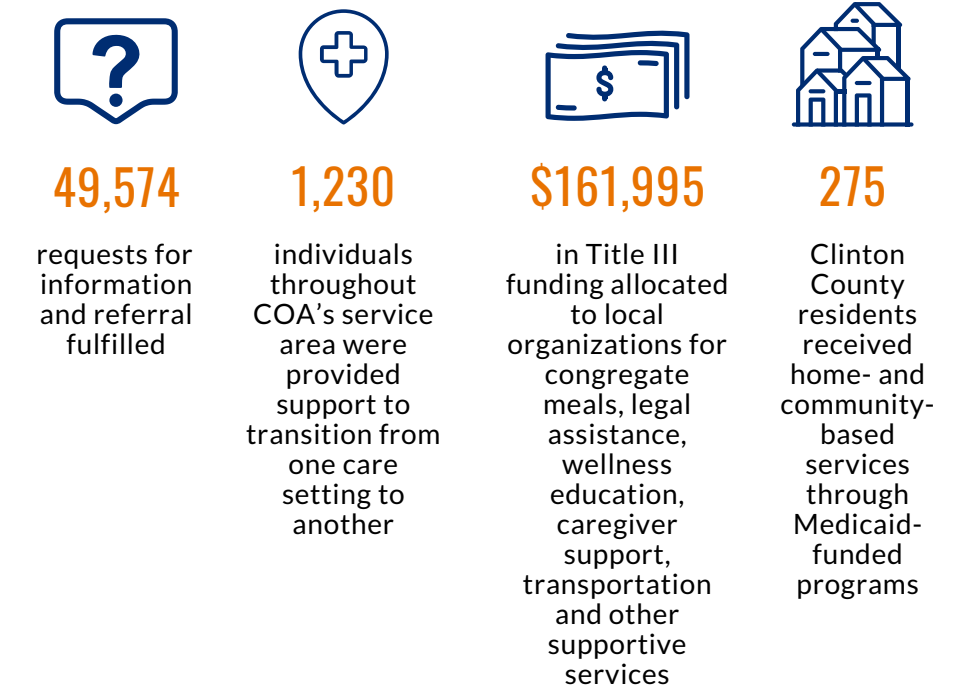 49,574
requests for
information
and referral
fulfilled
1,230
individuals
throughout
COA’s service
area were
provided
support to
transition from
one care
setting to
another
$161,995
in Title III
funding allocated
to local
organizations for
congregate
meals, legal
assistance,
wellness
education,
caregiver
support,
transportation
and other
supportive
services
275
Clinton
County
residents
received
home- and
community-
based
services
through
Medicaid-
funded
programs